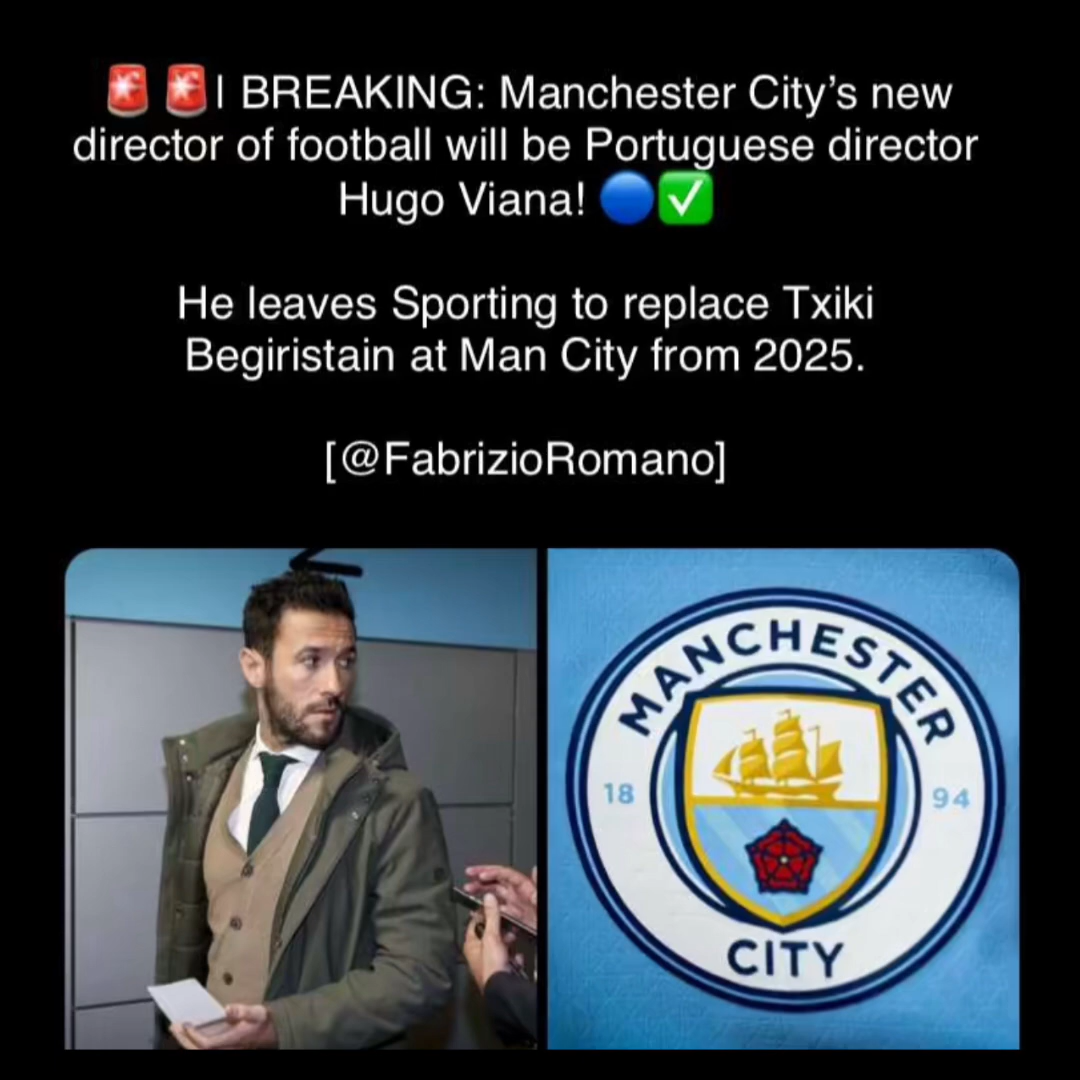 🚨🚨| BREAKING: Manchester City’s new
director of football will be Portuguese director
Hugo Viana! 🔵✅
He leaves Sporting to replace Txiki
Begiristain at Man City from 2025.
[@FabrizioRomano]
MANCHESTER
18 94
CITY